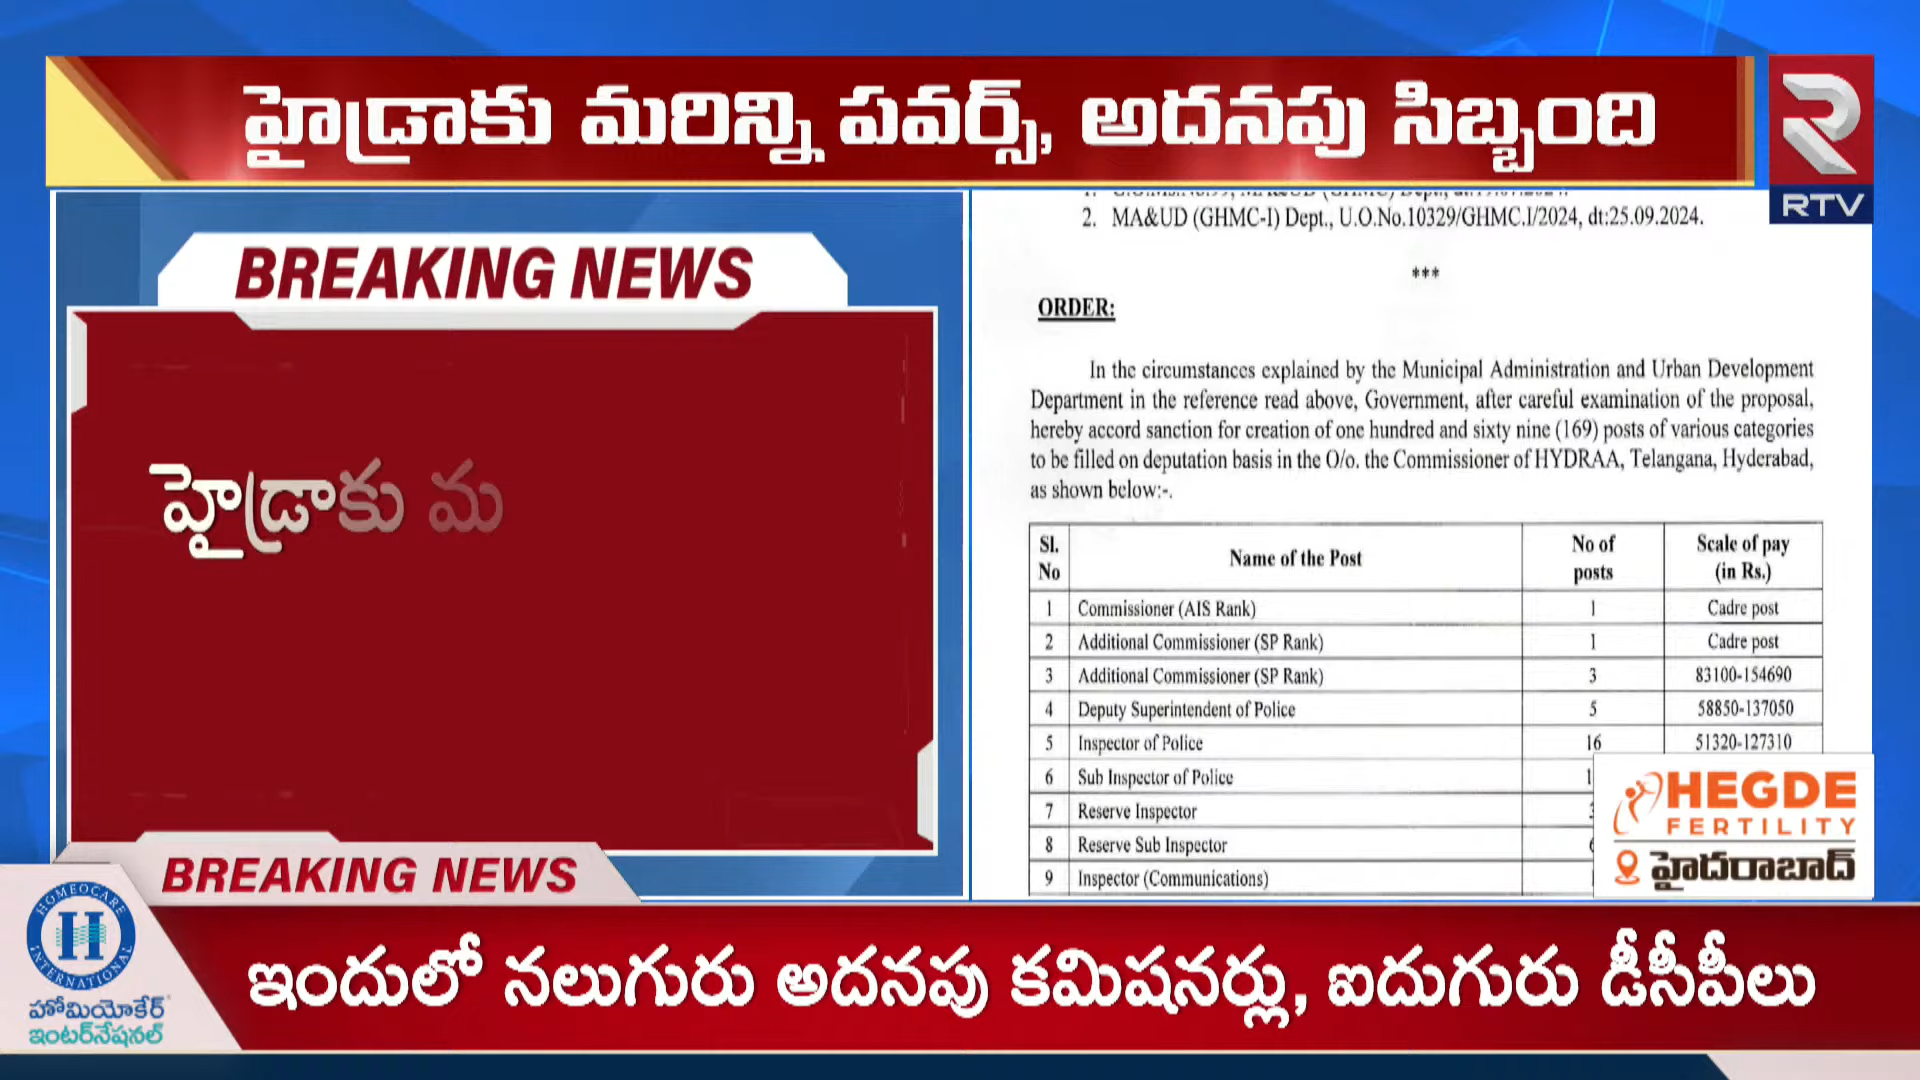 హైడ్రాకు మరిన్ని పవర్స్, అదనపు సిబ్బంది
RTV
BREAKING NEWS
హైడ్రాకు మ
2. MA&UD (GHMC-I) Dept., U.O.No.10329/GHMC.I/2024, dt:25.09.2024.
***
ORDER:
In the circumstances explained by the Municipal Administration and Urban Development
Department in the reference read above, Government, after careful examination of the proposal,
hereby accord sanction for creation of one hundred and sixty nine (169) posts of various categories
to be filled on deputation basis in the O/o. the Commissioner of HYDRAA, Telangana, Hyderabad,
as shown below:-.
Sl. No Name of the Post No of posts Scale of pay (in Rs.)
1 Commissioner (AIS Rank) 1 Cadre post
2 Additional Commissioner (SP Rank) 1 Cadre post
3 Additional Commissioner (SP Rank) 3 83100-154690
4 Deputy Superintendent of Police 5 58850-137050
5 Inspector of Police 16 51320-127310
6 Sub Inspector of Police
7 Reserve Inspector
8 Reserve Sub Inspector
9 Inspector (Communications)
HEGDE
FERTILITY
హైదరాబాద్
BREAKING NEWS
HOMEOCARE
H
INTERNATIONAL
హోమియోకేర్
ఇంటర్నేషనల్
ఇందులో నలుగురు అదనపు కమిషనర్లు, ఐదుగురు డీసీపీలు